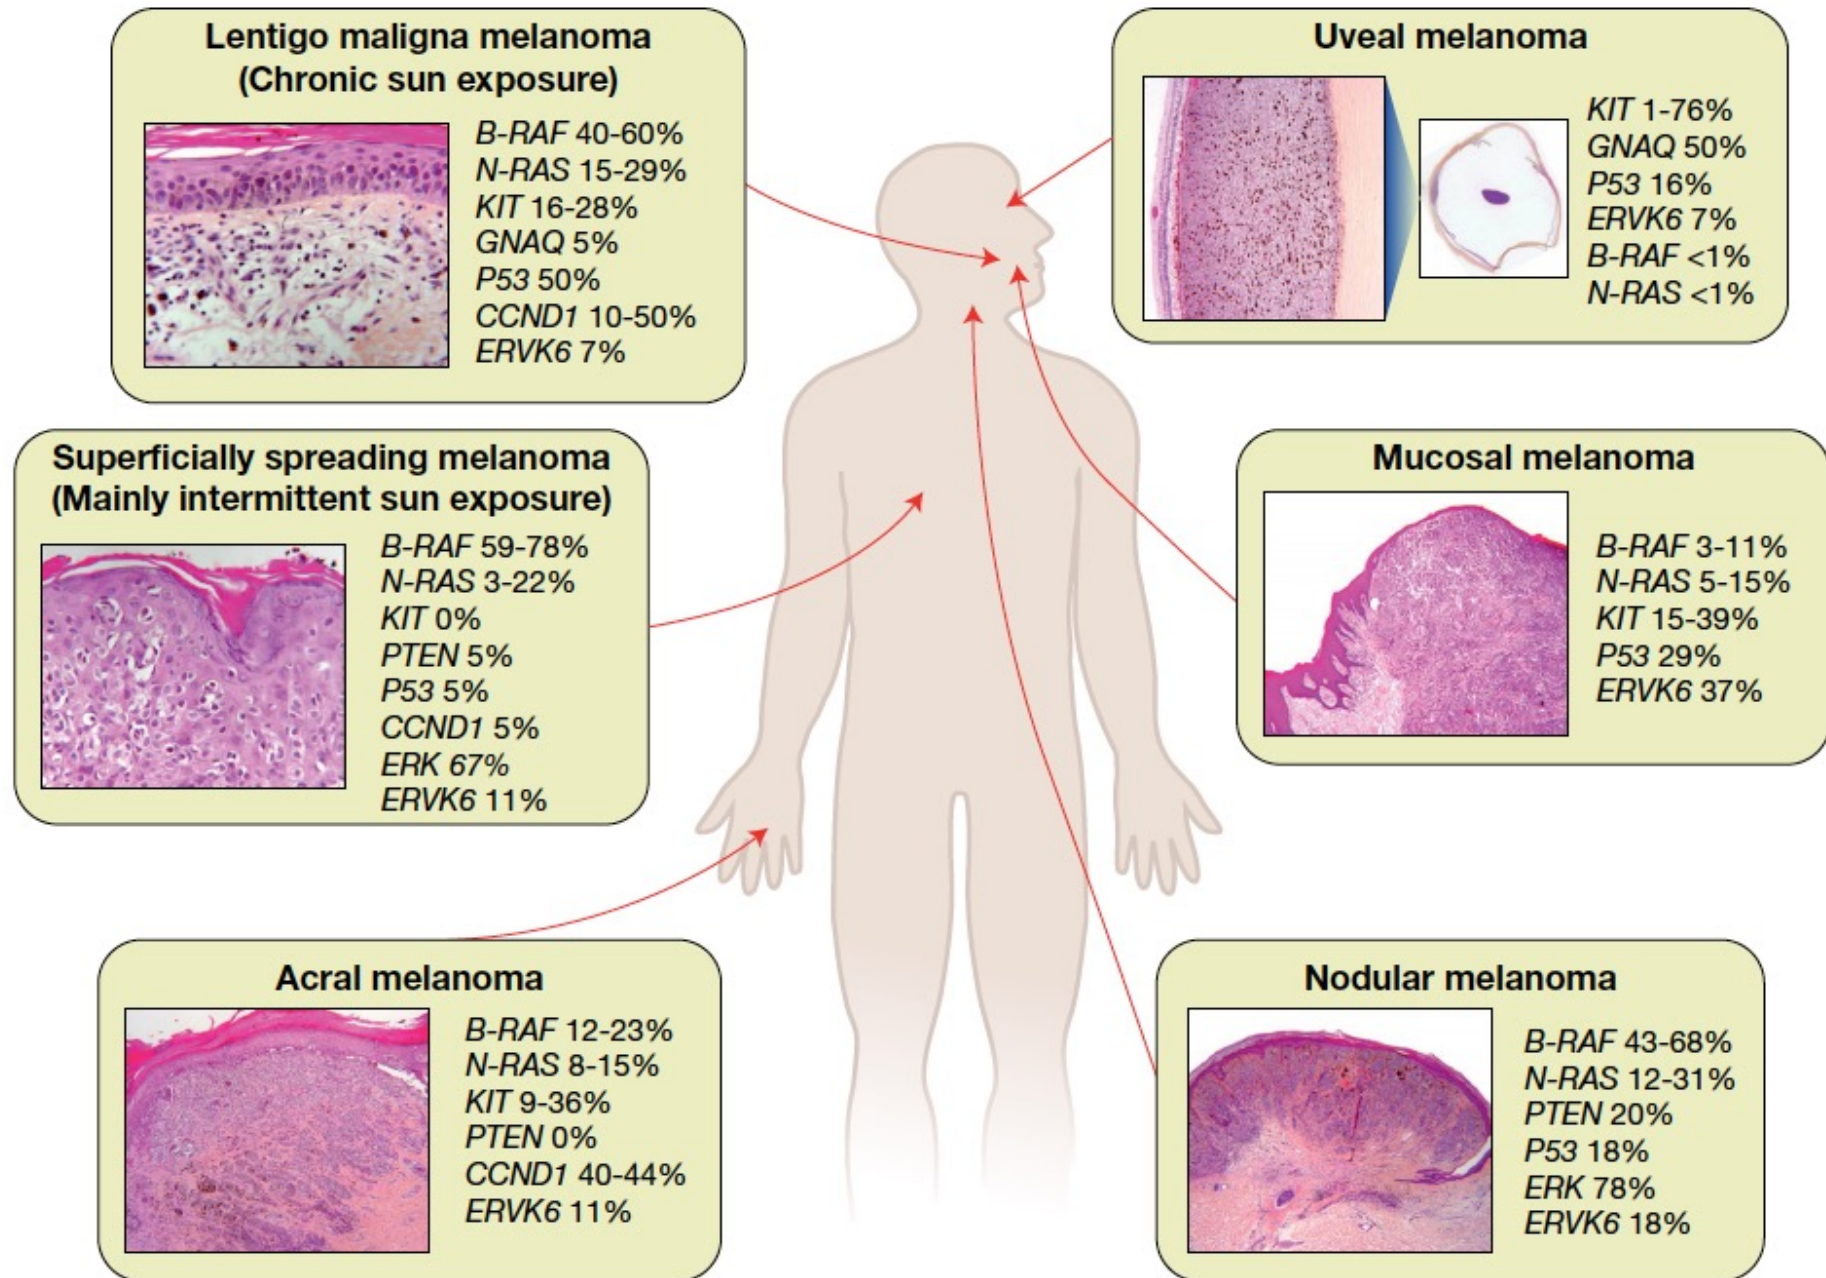 Lentigo maligna melanoma
(Chronic sun exposure)
B-RAF 40-60%
N-RAS 15-29%
KIT 16-28%
GNAQ 5%
P53 50%
CCND1 10-50%
ERVK6 7%
Uveal melanoma
KIT 1-76%
GNAQ 50%
P53 16%
ERVK6 7%
B-RAF <1%
N-RAS <1%
Superficially spreading melanoma
(Mainly intermittent sun exposure)
B-RAF 59-78%
N-RAS 3-22%
KIT 0%
PTEN 5%
P53 5%
CCND1 5%
ERK 67%
ERVK6 11%
Mucosal melanoma
B-RAF 3-11%
N-RAS 5-15%
KIT 15-39%
P53 29%
ERVK6 37%
Acral melanoma
B-RAF 12-23%
N-RAS 8-15%
KIT 9-36%
PTEN 0%
CCND1 40-44%
ERVK6 11%
Nodular melanoma
B-RAF 43-68%
N-RAS 12-31%
PTEN 20%
P53 18%
ERK 78%
ERVK6 18%